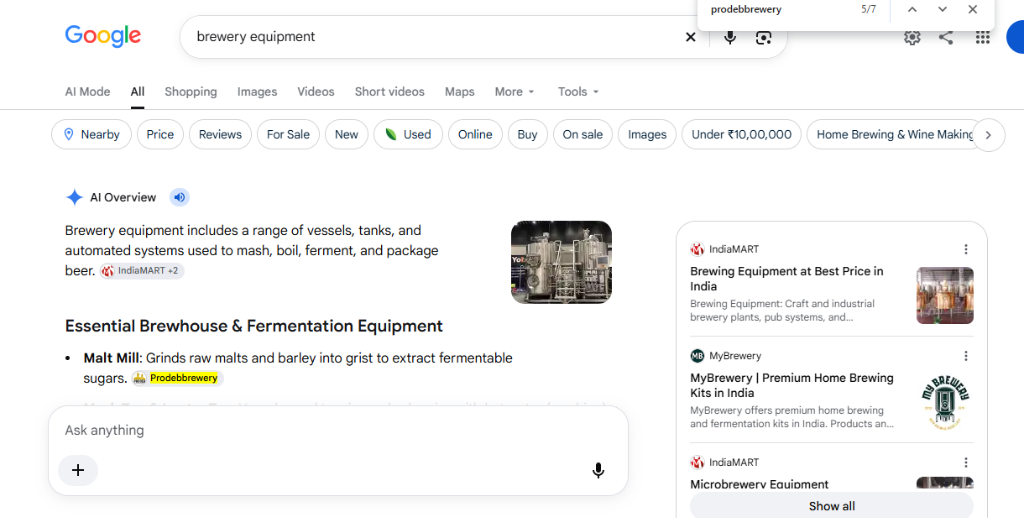 prodebbrewery 5/7
Google
brewery equipment
AI Mode All Shopping Images Videos Short videos Maps More Tools
Nearby Price Reviews For Sale New Used Online Buy On sale Images Under ₹10,00,000 Home Brewing & Wine Making
AI Overview
Brewery equipment includes a range of vessels, tanks, and
automated systems used to mash, boil, ferment, and package
beer. IndiaMART +2
Essential Brewhouse & Fermentation Equipment
• Malt Mill: Grinds raw malts and barley into grist to extract fermentable
sugars. Prodebbrewery
Ask anything
IndiaMART
Brewing Equipment at Best Price in
India
Brewing Equipment: Craft and industrial
brewery plants, pub systems, and...
MB MyBrewery
MyBrewery | Premium Home Brewing
Kits in India
MyBrewery offers premium home brewing
and fermentation kits in India. Products an...
MY BREWERY
IndiaMART
Microbrewery Equipment
Show all